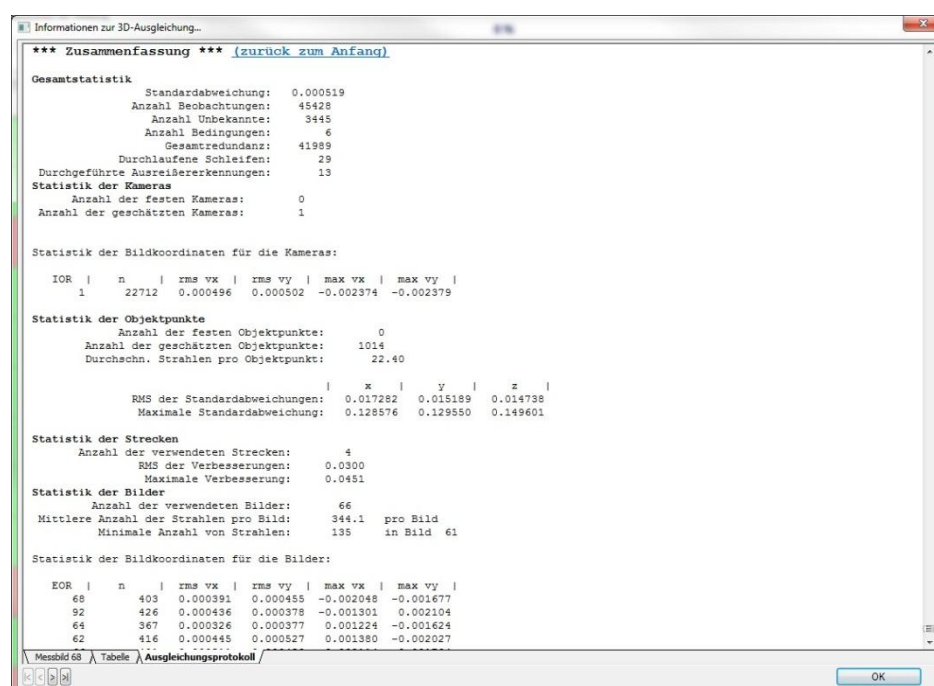 Informationen zur 3D-Ausgleichung...
*** Zusammenfassung *** (zurück zum Anfang)
Gesamtstatistik
Standardabweichung: 0.000519
Anzahl Beobachtungen: 45428
Anzahl Unbekannte: 3445
Anzahl Bedingungen: 6
Gesamtredundanz: 41989
Durchlaufene Schleifen: 29
Durchgeführte Ausreißererkennungen: 13
Statistik der Kameras
Anzahl der festen Kameras: 0
Anzahl der geschätzten Kameras: 1
Statistik der Bildkoordinaten für die Kameras:
IOR | n | rms vx | rms vy | max vx | max vy |
1 22712 0.000496 0.000502 -0.002374 -0.002379
Statistik der Objektpunkte
Anzahl der festen Objektpunkte: 0
Anzahl der geschätzten Objektpunkte: 1014
Durchschn. Strahlen pro Objektpunkt: 22.40
| x | y | z |
RMS der Standardabweichungen: 0.017282 0.015189 0.014738
Maximale Standardabweichung: 0.128576 0.129550 0.149601
Statistik der Strecken
Anzahl der verwendeten Strecken: 4
RMS der Verbesserungen: 0.0300
Maximale Verbesserung: 0.0451
Statistik der Bilder
Anzahl der verwendeten Bilder: 66
Mittlere Anzahl der Strahlen pro Bild: 344.1 pro Bild
Minimale Anzahl von Strahlen: 135 in Bild 61
Statistik der Bildkoordinaten für die Bilder:
EOR | n | rms vx | rms vy | max vx | max vy |
68 403 0.000391 0.000455 -0.002048 -0.001677
92 426 0.000436 0.000378 -0.001301 0.002104
64 367 0.000326 0.000377 0.001224 -0.001624
62 416 0.000445 0.000527 0.001380 -0.002027
Messbild 68 Tabelle Ausgleichungsprotokoll
OK